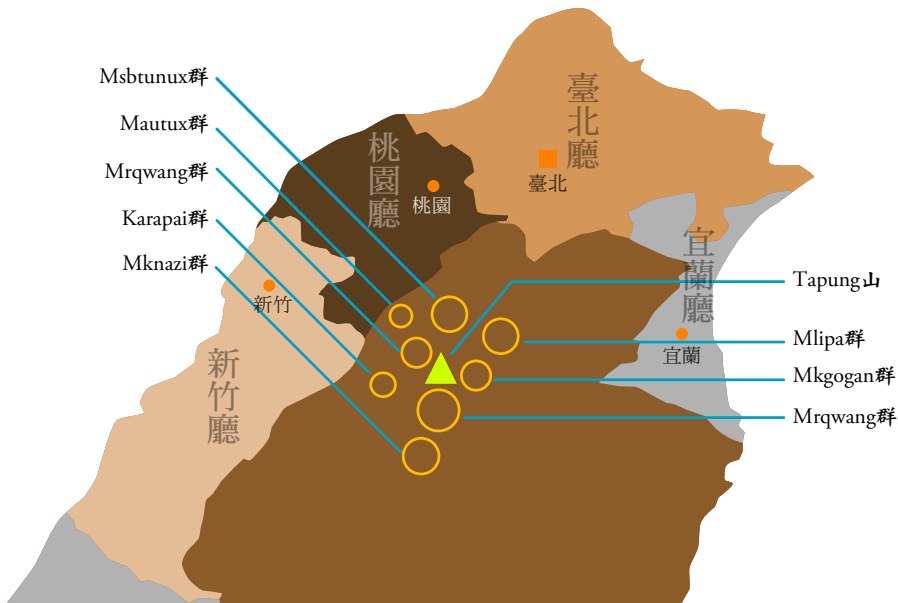 Msbtunux群
Mautux群
Mrqwang群
Karapai群
Mknazi群
臺北廳
臺北
桃園廳
桃園
宜蘭廳
宜蘭
新竹
新竹廳
Tapung山
Mlipa群
Mkgogan群
Mrqwang群